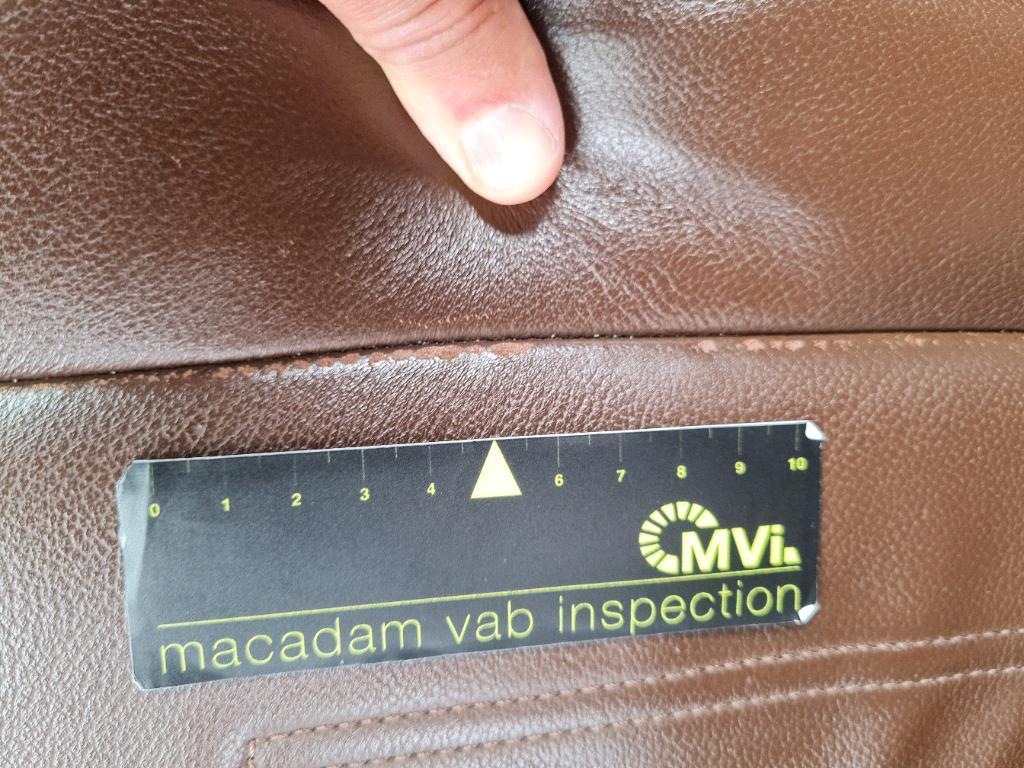 0 1 2 3 4 6 7 8 9 10
MVi.
macadam vab inspection